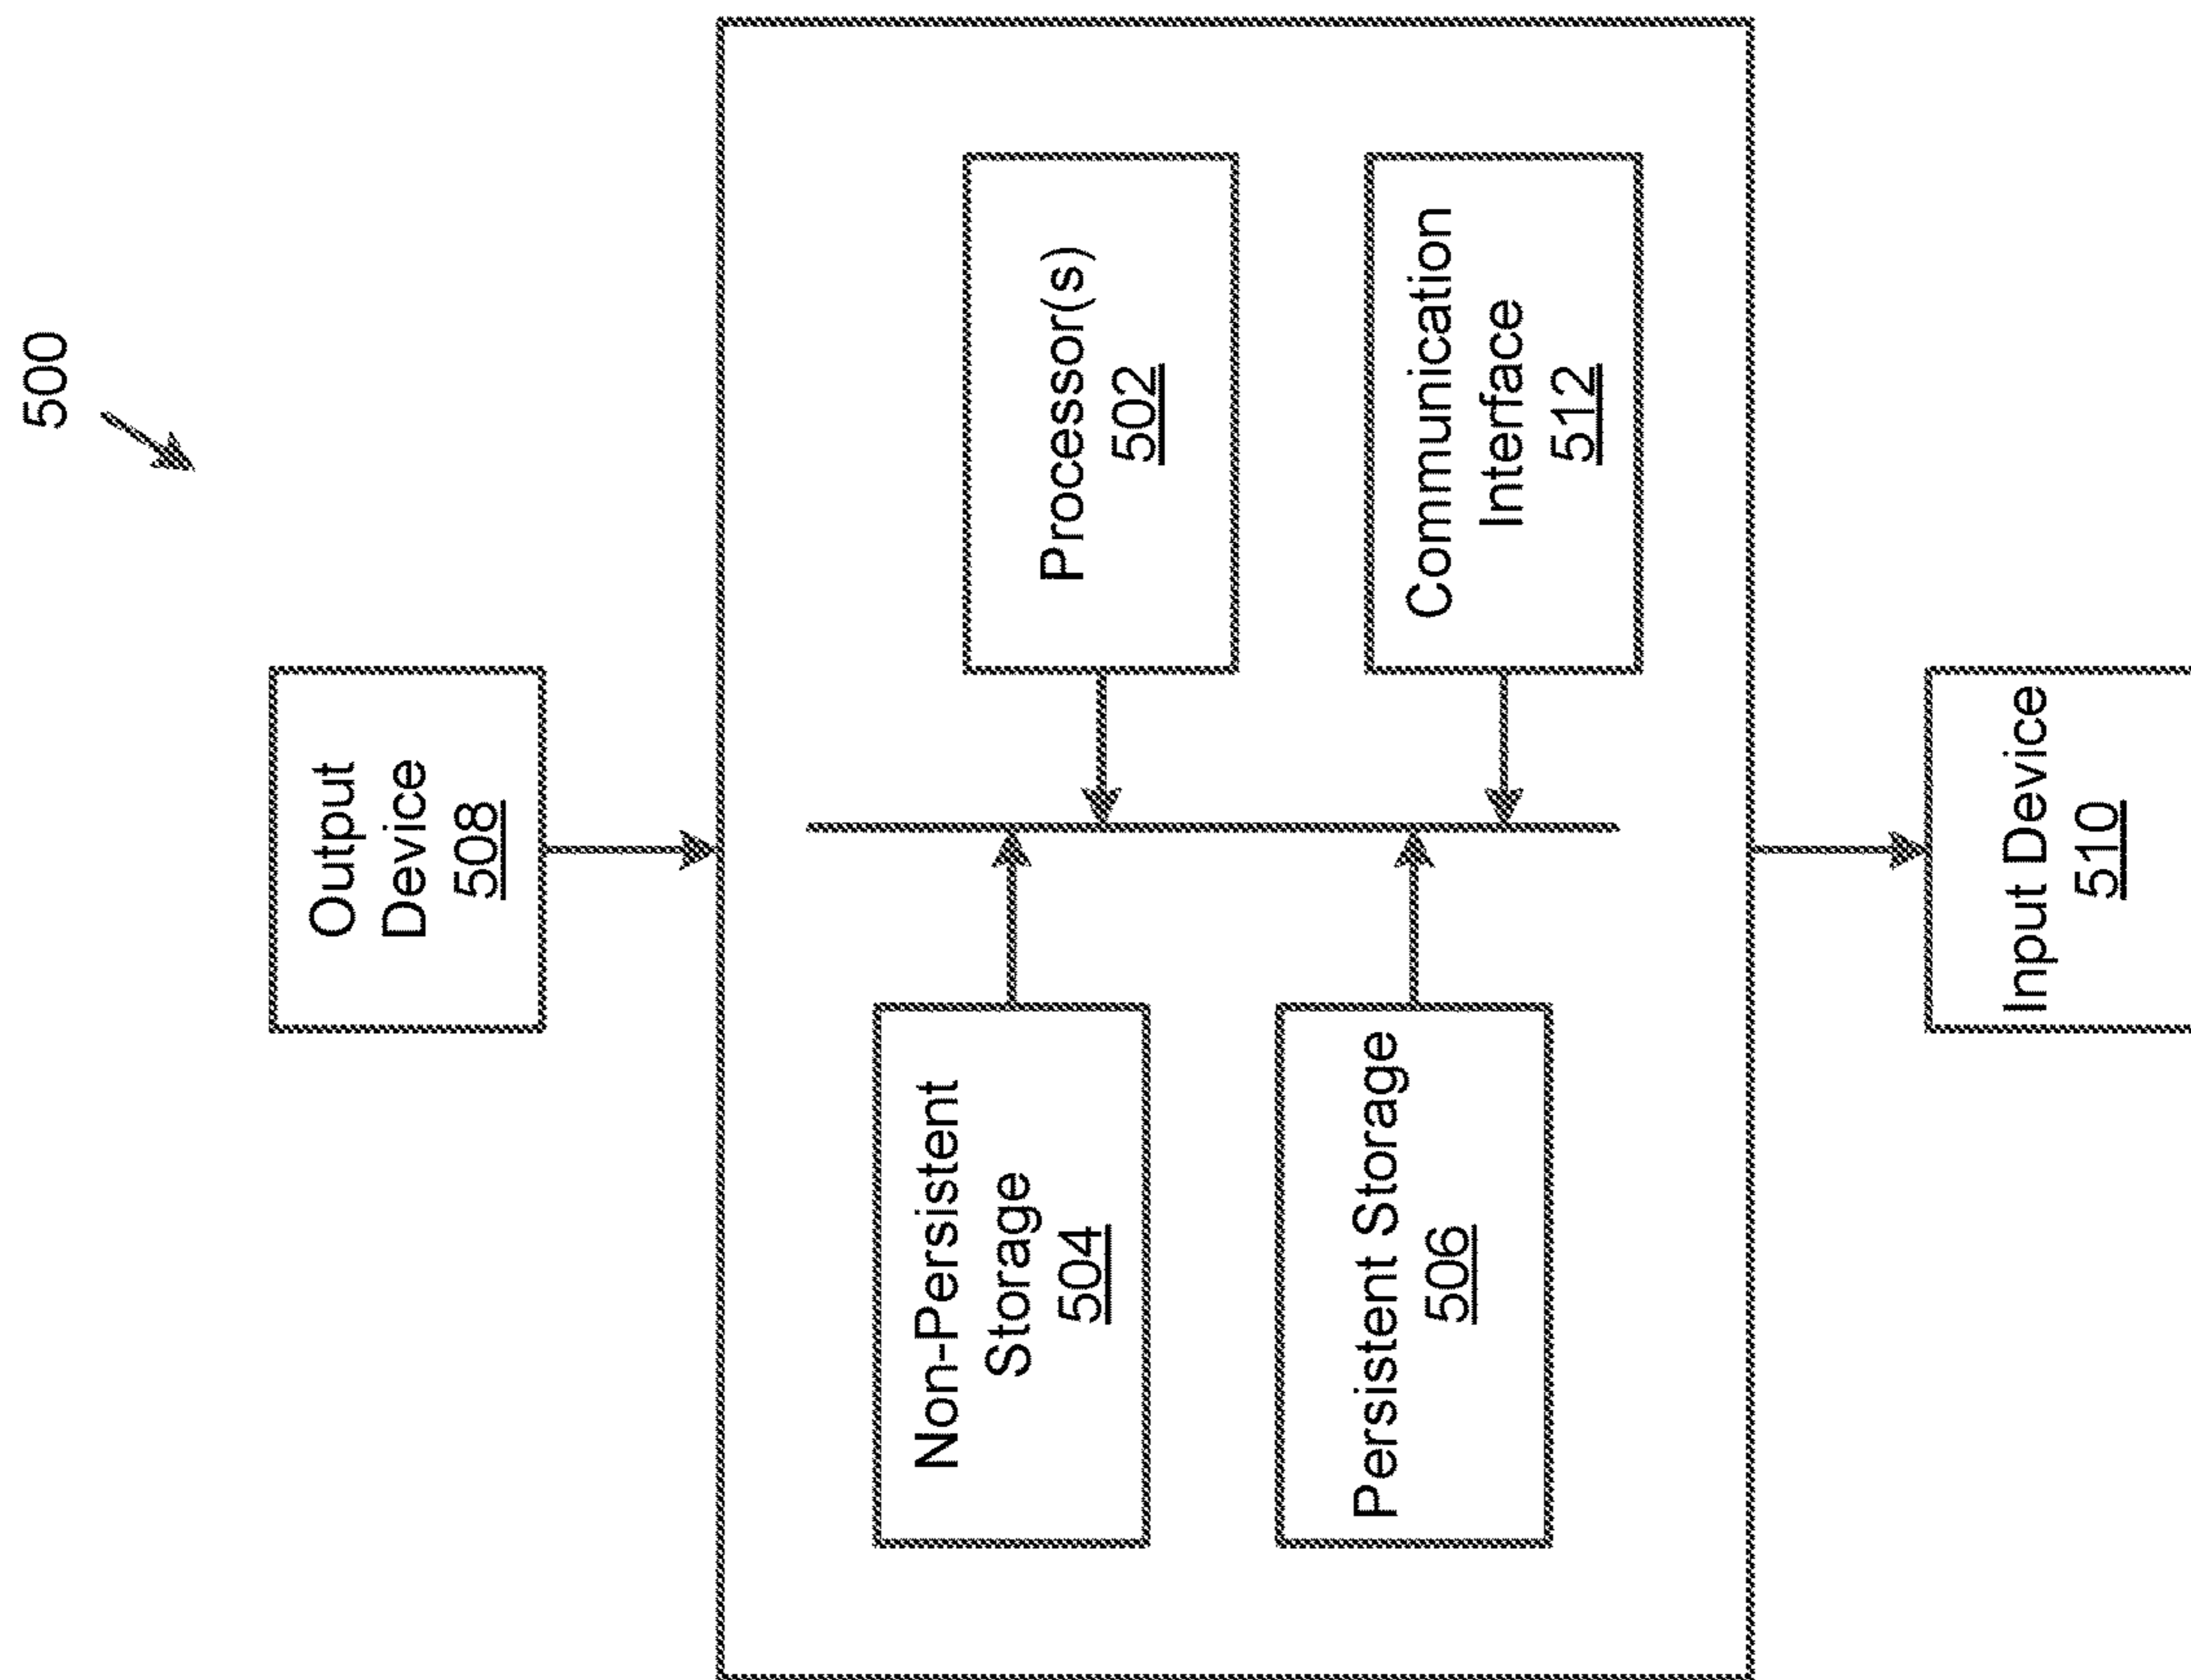 500
Output
Device
508
Non-Persistent
Storage
504
Processor(s)
502
Persistent Storage
506
Communication
Interface
512
Input Device
510